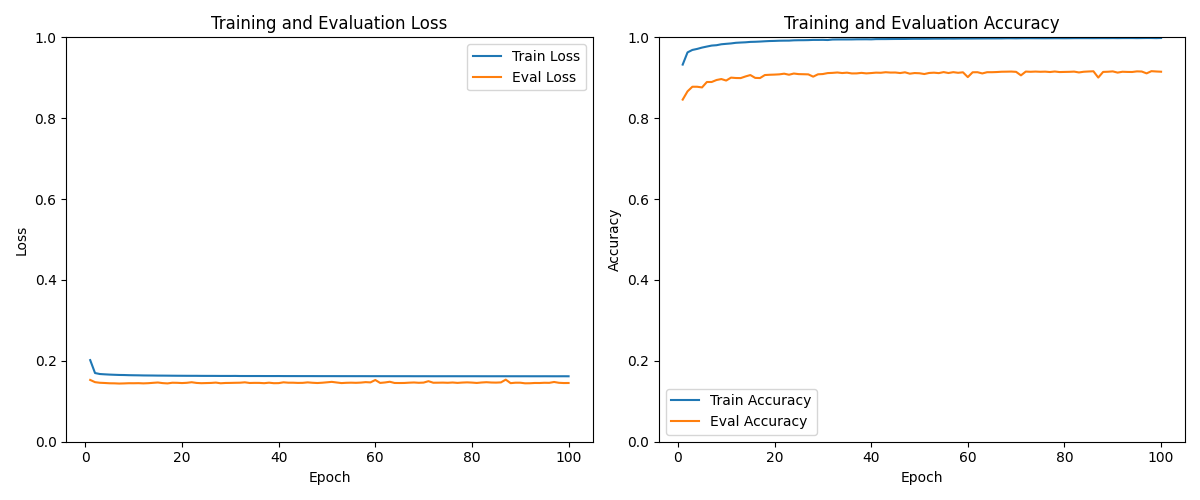 Training and Evaluation Loss
1.0
0.8
0.6
0.4
0.2
0.0
Loss
Train Loss
Eval Loss
0 20 40 60 80 100
Epoch
Training and Evaluation Accuracy
1.0
0.8
0.6
0.4
0.2
0.0
Accuracy
Train Accuracy
Eval Accuracy
0 20 40 60 80 100
Epoch